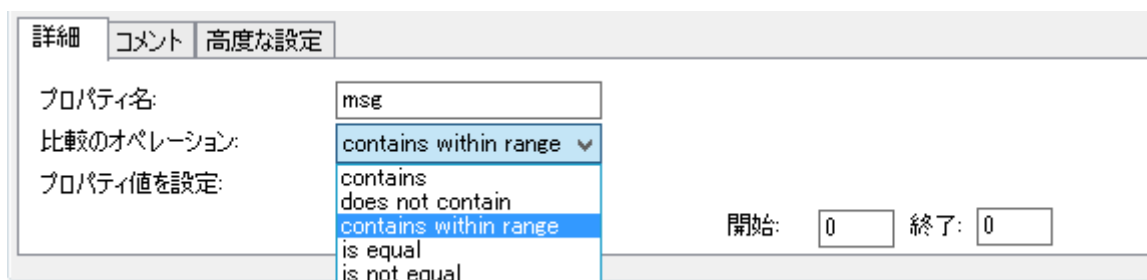 詳細 コメント 高度な設定
プロパティ名: msg
比較のオペレーション: contains within range
プロパティ値を設定:
contains
does not contain
contains within range
開始: 0 終了: 0
is equal
is not equal